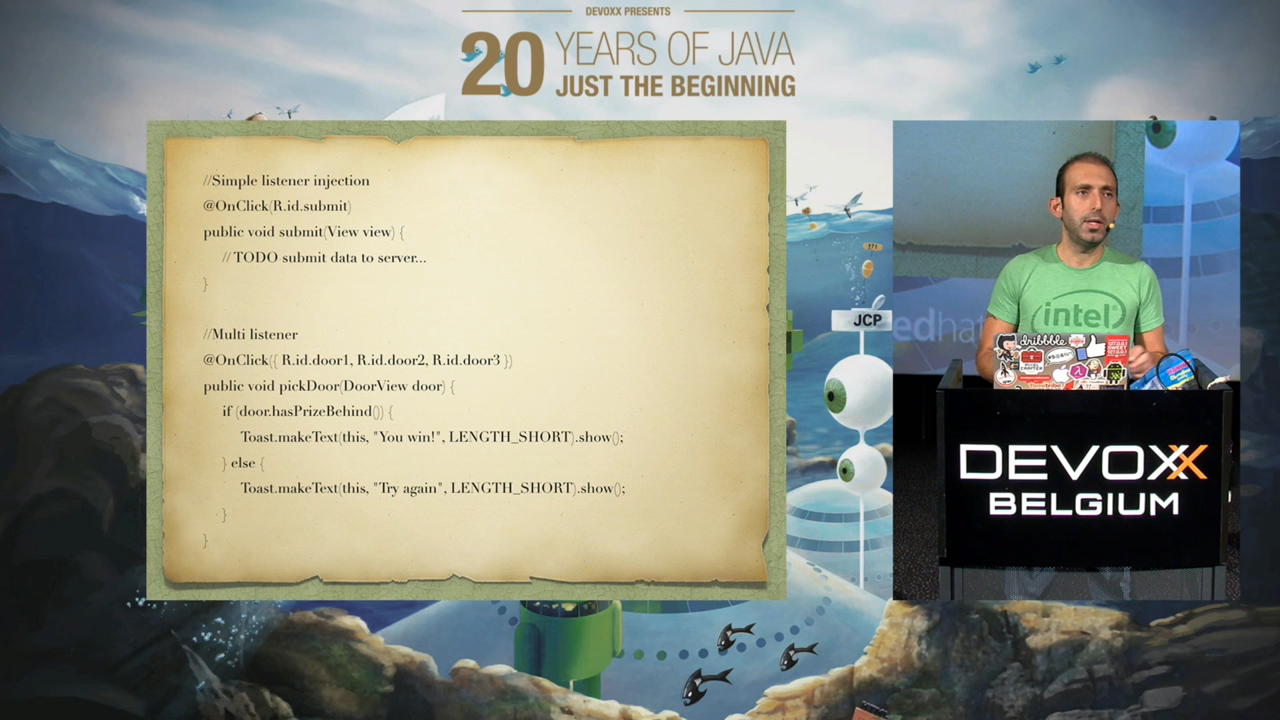 DEVOXX PRESENTS
20 YEARS OF JAVA
JUST THE BEGINNING
//Simple listener injection
@OnClick(R.id.submit)
public void submit(View view) {
// TODO submit data to server...
}
//Multi listener
@OnClick({ R.id.door1, R.id.door2, R.id.door3 })
public void pickDoor(DoorView door) {
if (door.hasPrizeBehind()) {
Toast.makeText(this, "You win!", LENGTH_SHORT).show();
} else {
Toast.makeText(this, "Try again", LENGTH_SHORT).show();
}
}
JCP
edha
intel
dribbble
DEVOXX
BELGIUM